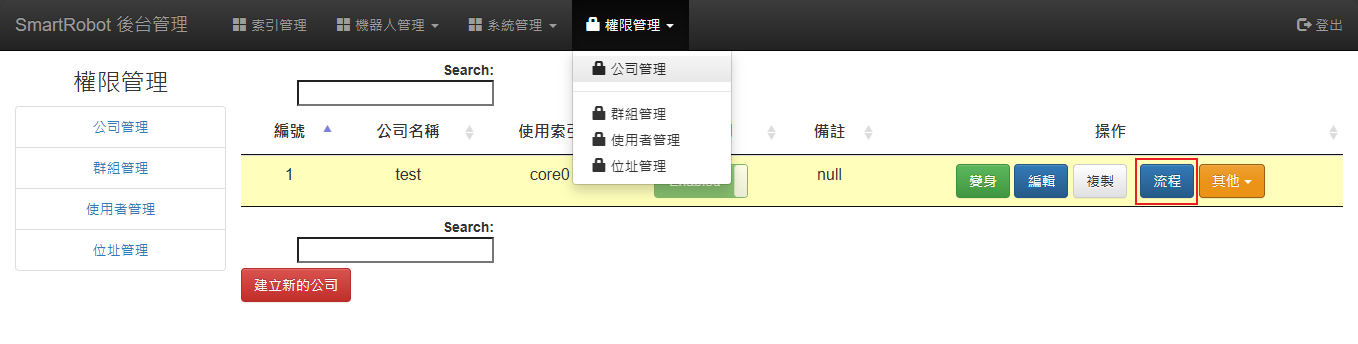 SmartRobot 後台管理 索引管理 機器人管理 系統管理 權限管理 登出
權限管理
公司管理
群組管理
使用者管理
位址管理
公司管理
群組管理
使用者管理
位址管理
Search:
編號 公司名稱 使用索引 備註 操作
1 test core0 Enabled null 變身 編輯 複製 流程 其他
Search:
建立新的公司